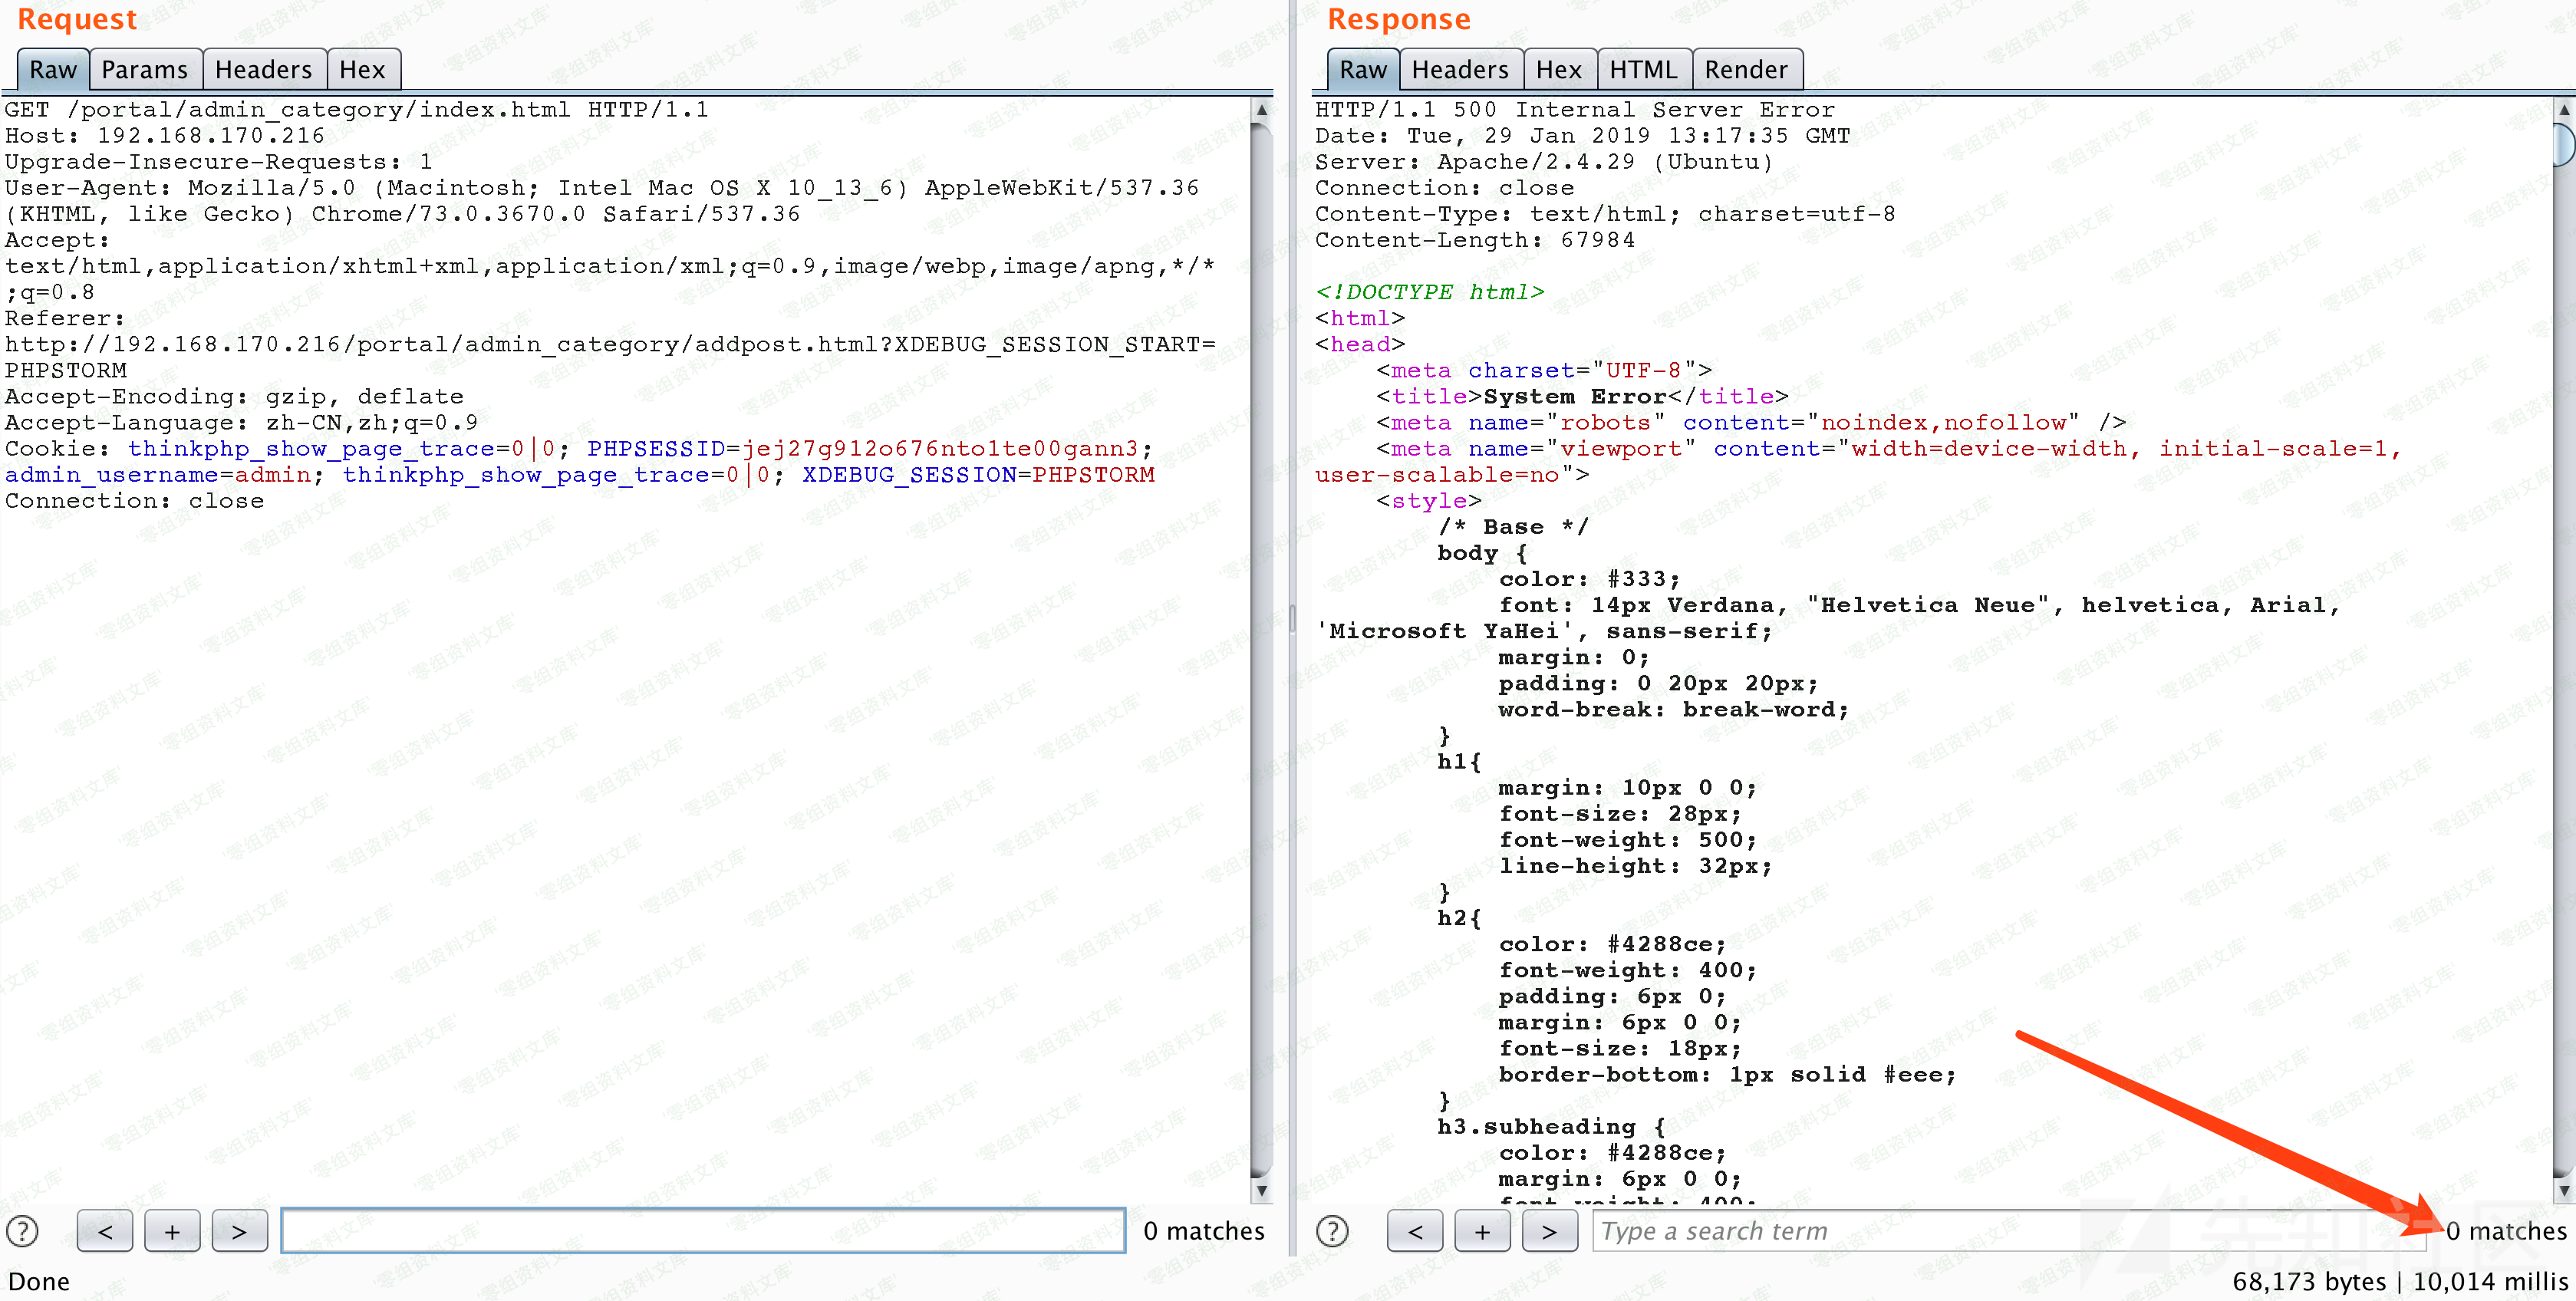 Request
Raw Params Headers Hex
GET /portal/admin_category/index.html HTTP/1.1
Host: 192.168.170.216
Upgrade-Insecure-Requests: 1
User-Agent: Mozilla/5.0 (Macintosh; Intel Mac OS X 10_13_6) AppleWebKit/537.36
(KHTML, like Gecko) Chrome/73.0.3670.0 Safari/537.36
Accept:
text/html,application/xhtml+xml,application/xml;q=0.9,image/webp,image/apng,*/*
;q=0.8
Referer:
http://192.168.170.216/portal/admin_category/addpost.html?XDEBUG_SESSION_START=
PHPSTORM
Accept-Encoding: gzip, deflate
Accept-Language: zh-CN,zh;q=0.9
Cookie: thinkphp_show_page_trace=0|0; PHPSESSID=jej27g912o676nto1te00gann3;
admin_username=admin; thinkphp_show_page_trace=0|0; XDEBUG_SESSION=PHPSTORM
Connection: close
? < + > 0 matches
Done
Response
Raw Headers Hex HTML Render
HTTP/1.1 500 Internal Server Error
Date: Tue, 29 Jan 2019 13:17:35 GMT
Server: Apache/2.4.29 (Ubuntu)
Connection: close
Content-Type: text/html; charset=utf-8
Content-Length: 67984
<!DOCTYPE html>
<html>
<head>
<meta charset="UTF-8">
<title>System Error</title>
<meta name="robots" content="noindex,nofollow" />
<meta name="viewport" content="width=device-width, initial-scale=1,
user-scalable=no">
<style>
/* Base */
body {
color: #333;
font: 14px Verdana, "Helvetica Neue", helvetica, Arial,
'Microsoft YaHei', sans-serif;
margin: 0;
padding: 0 20px 20px;
word-break: break-word;
}
h1{
margin: 10px 0 0;
font-size: 28px;
font-weight: 500;
line-height: 32px;
}
h2{
color: #4288ce;
font-weight: 400;
padding: 6px 0;
margin: 6px 0 0;
font-size: 18px;
border-bottom: 1px solid #eee;
}
h3.subheading {
color: #4288ce;
margin: 6px 0 0;
font-weight: 400;
? < + > Type a search term 0 matches
68,173 bytes | 10,014 millis
零组资料文库
先知社区